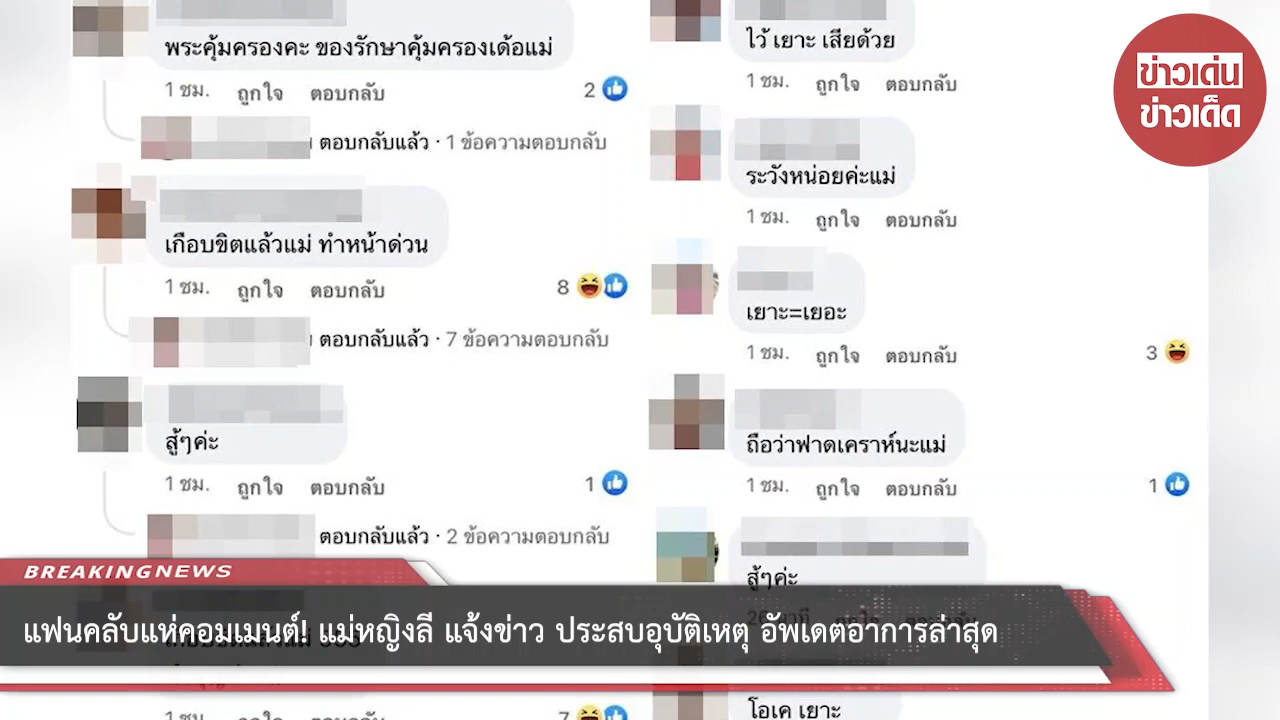 พระคุ้มครองคะ ของรักษาคุ้มครองเด้อแม่
1 ชม. ถูกใจ ตอบกลับ 2
ตอบกลับแล้ว · 1 ข้อความตอบกลับ
เกือบขิตแล้วแม่ ทำหน้าด่วน
1 ชม. ถูกใจ ตอบกลับ 8
ตอบกลับแล้ว · 7 ข้อความตอบกลับ
สู้ๆค่ะ
1 ชม. ถูกใจ ตอบกลับ 1
ตอบกลับแล้ว · 2 ข้อความตอบกลับ
1 ชม. ถูกใจ ตอบกลับ 7
ไว้ เยาะ เสียด้วย
1 ชม. ถูกใจ ตอบกลับ
ระวังหน่อยค่ะแม่
1 ชม. ถูกใจ ตอบกลับ
เยาะ=เยอะ
1 ชม. ถูกใจ ตอบกลับ 3
ถือว่าฟาดเคราห์นะแม่
1 ชม. ถูกใจ ตอบกลับ 1
สู้ๆค่ะ
โอเค เยาะ
ข่าวเด่น
ข่าวเด็ด
BREAKINGNEWS
แฟนคลับแห่คอมเมนต์! แม่หญิงลี แจ้งข่าว ประสบอุบัติเหตุ อัพเดตอาการล่าสุด